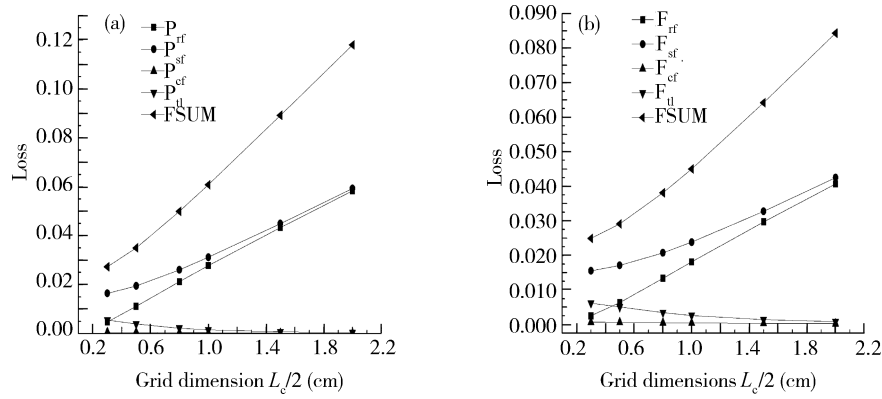 (a)
P_rf
P_sf
P_cf
P_tl
FSUM
0.12
0.10
0.08
0.06
0.04
0.02
0.00
Loss
0.2 0.6 1.0 1.4 1.8 2.2
Grid dimension L_c/2 (cm)
(b)
F_rf
F_sf
F_cf
F_tl
FSUM
0.090
0.080
0.070
0.060
0.050
0.040
0.030
0.020
0.010
0.000
Loss
0.2 0.6 1.0 1.4 1.8 2.2
Grid dimensions L_c/2 (cm)